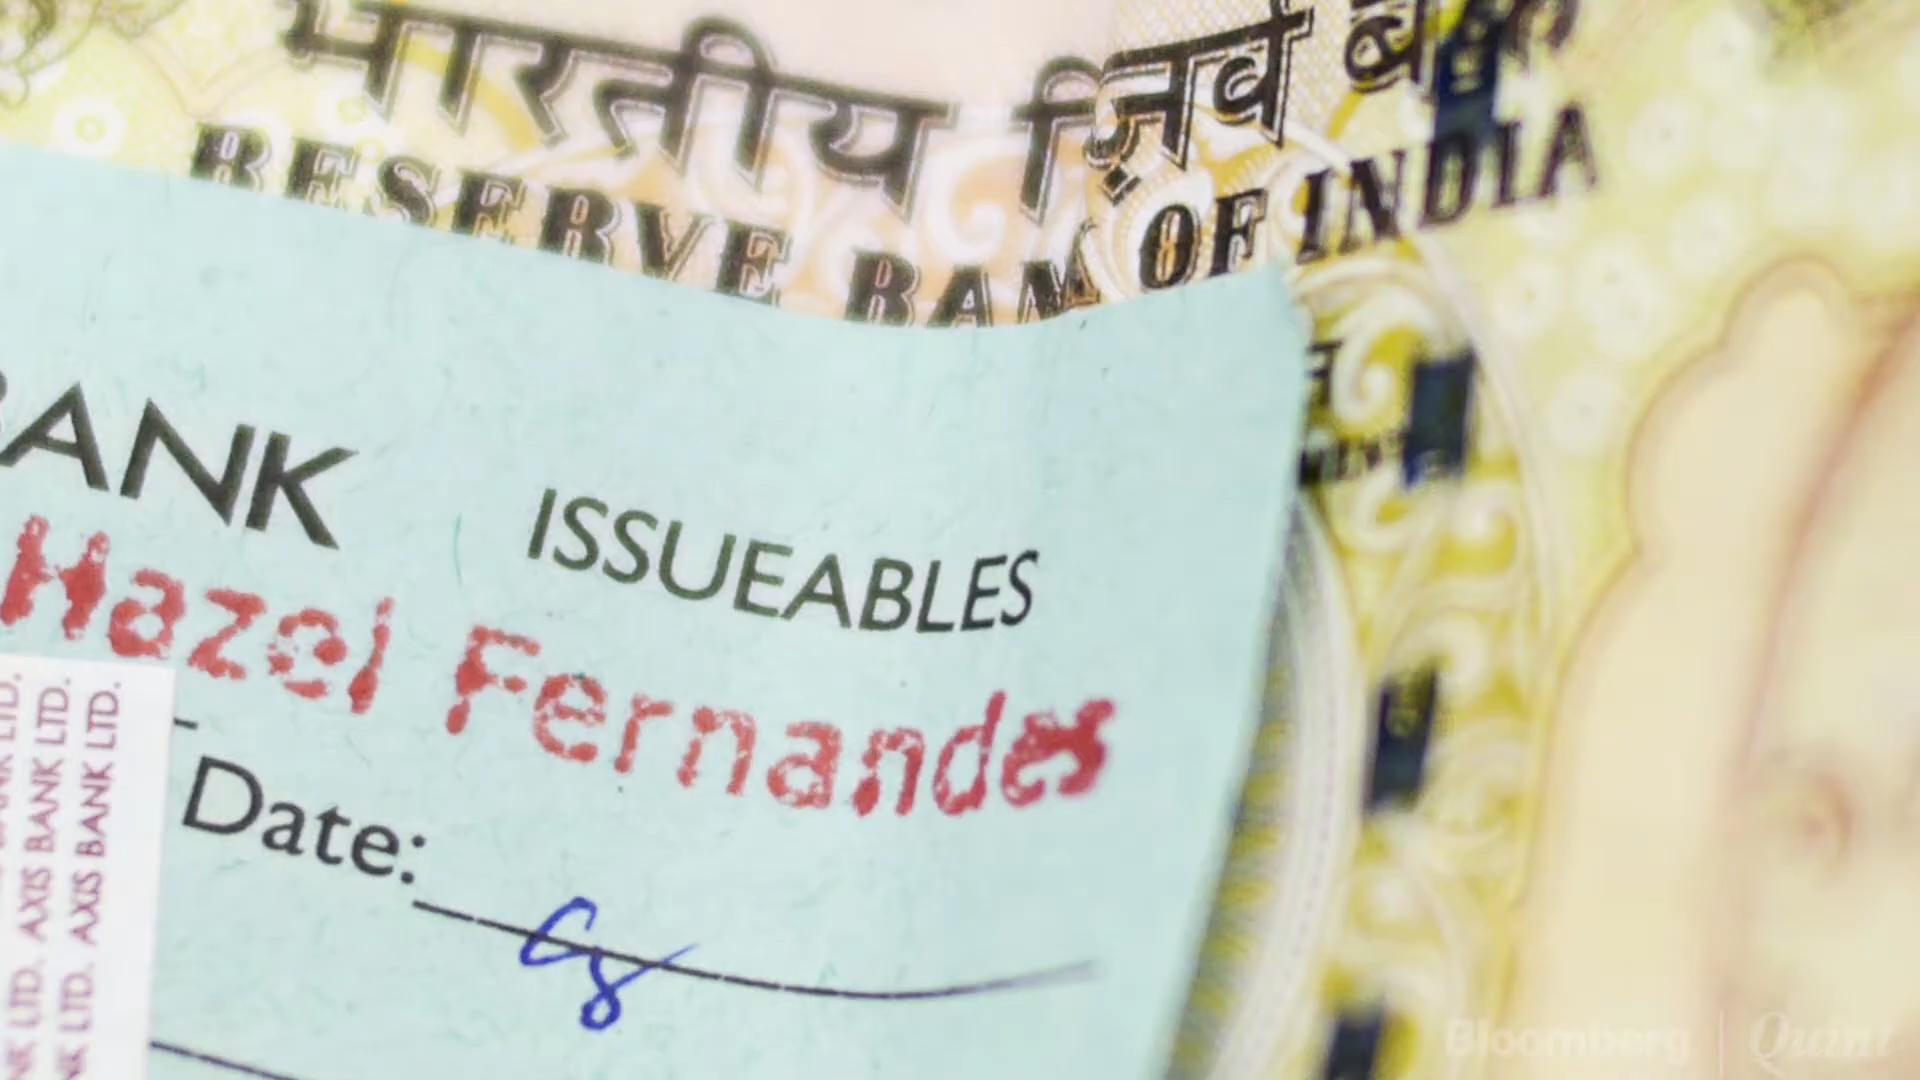 भारतीय रिज़र्व बैंक
RESERVE BANK OF INDIA
BANK ISSUEABLES
Hazel Fernandes
Date:
AXIS BANK LTD.
AXIS BANK LTD.
Bloomberg | Quint